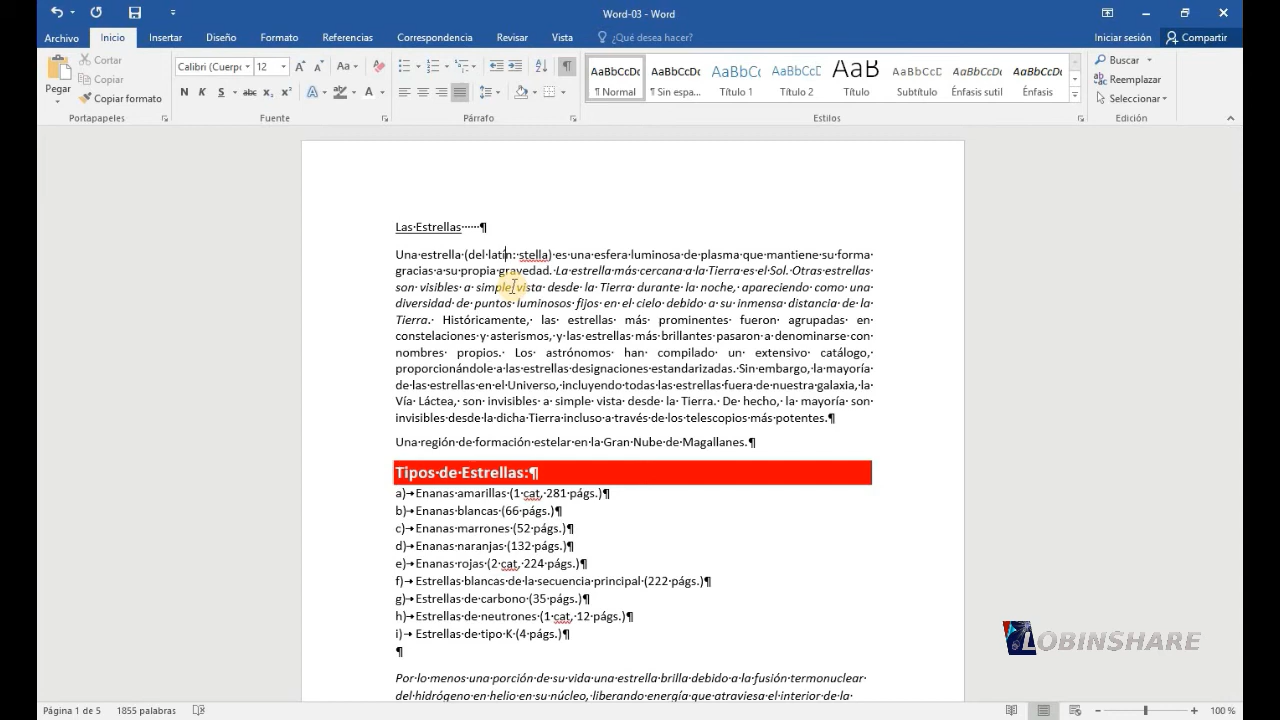 Word-03 - Word
Archivo Inicio Insertar Diseño Formato Referencias Correspondencia Revisar Vista ¿Qué desea hacer? Iniciar sesión Compartir
Pegar
Cortar
Copiar
Copiar formato
Portapapeles
Calibri (Cuerp 12
Aa
N K S abc x₂ x²
A A
Fuente
Párrafo
AaBbCcDc AaBbCcDc AaBbCcD AaBbCcD AaB AaBbCcD AaBbCcDc AaBbCcDc
¶ Normal ¶ Sin espa... Título 1 Título 2 Título Subtítulo Énfasis sutil Énfasis
Estilos
Buscar
Reemplazar
Seleccionar
Edición
Las·Estrellas······¶
Una·estrella·(del·latín:·stella)·es·una·esfera·luminosa·de·plasma·que·mantiene·su·forma·
gracias·a·su·propia·gravedad.·La·estrella·más·cercana·a·la·Tierra·es·el·Sol.·Otras·estrellas·
son·visibles·a·simple·vista·desde·la·Tierra·durante·la·noche,·apareciendo·como·una·
diversidad·de·puntos·luminosos·fijos·en·el·cielo·debido·a·su·inmensa·distancia·de·la·
Tierra.·Históricamente,·las·estrellas·más·prominentes·fueron·agrupadas·en·
constelaciones·y·asterismos,·y·las·estrellas·más·brillantes·pasaron·a·denominarse·con·
nombres·propios.·Los·astrónomos·han·compilado·un·extensivo·catálogo,·
proporcionándole·a·las·estrellas·designaciones·estandarizadas.·Sin·embargo,·la·mayoría·
de·las·estrellas·en·el·Universo,·incluyendo·todas·las·estrellas·fuera·de·nuestra·galaxia,·la·
Vía·Láctea,·son·invisibles·a·simple·vista·desde·la·Tierra.·De·hecho,·la·mayoría·son·
invisibles·desde·la·dicha·Tierra·incluso·a·través·de·los·telescopios·más·potentes.¶
Una·región·de·formación·estelar·en·la·Gran·Nube·de·Magallanes.¶
Tipos·de·Estrellas:¶
a)→Enanas·amarillas·(1·cat,·281·págs.)¶
b)→Enanas·blancas·(66·págs.)¶
c)→Enanas·marrones·(52·págs.)¶
d)→Enanas·naranjas·(132·págs.)¶
e)→Enanas·rojas·(2·cat,·224·págs.)¶
f)→Estrellas·blancas·de·la·secuencia·principal·(222·págs.)¶
g)→Estrellas·de·carbono·(35·págs.)¶
h)→Estrellas·de·neutrones·(1·cat,·12·págs.)¶
i)→Estrellas·de·tipo·K·(4·págs.)¶
¶
Por·lo·menos·una·porción·de·su·vida·una·estrella·brilla·debido·a·la·fusión·termonuclear·
del·hidrógeno·en·helio·en·su·núcleo,·liberando·energía·que·atraviesa·el·interior·de·la·
LOBINSHARE
Página 1 de 5 1855 palabras 100 %